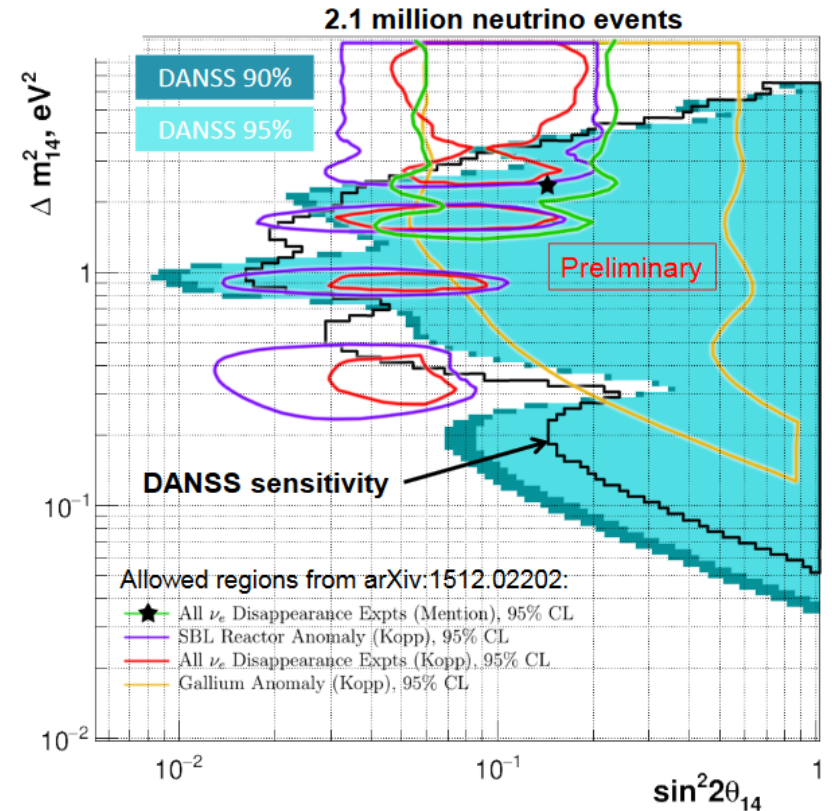 2.1 million neutrino events
Δ m²₁₄, eV²
DANSS 90%
DANSS 95%
1
Preliminary
DANSS sensitivity
10⁻¹
Allowed regions from arXiv:1512.02202:
All νₑ Disappearance Expts (Mention), 95% CL
SBL Reactor Anomaly (Kopp), 95% CL
All νₑ Disappearance Expts (Kopp), 95% CL
Gallium Anomaly (Kopp), 95% CL
10⁻²
10⁻² 10⁻¹ 1
sin²2θ₁₄